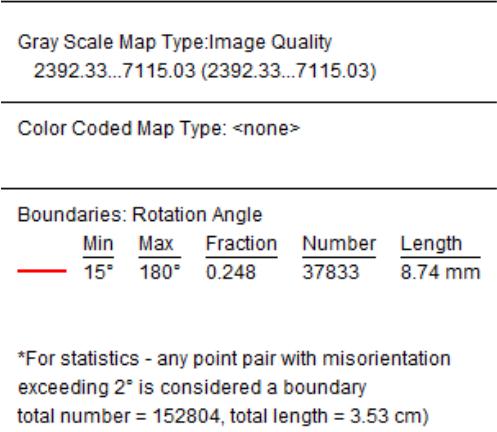 Gray Scale Map Type:Image Quality
2392.33...7115.03 (2392.33...7115.03)
Color Coded Map Type: <none>
Boundaries: Rotation Angle
Min Max Fraction Number Length
15° 180° 0.248 37833 8.74 mm
*For statistics - any point pair with misorientation
exceeding 2° is considered a boundary
total number = 152804, total length = 3.53 cm)